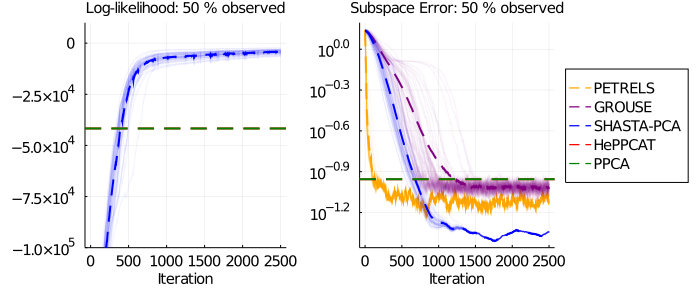 Log-likelihood: 50 % observed
0
−2.5×10⁴
−5.0×10⁴
−7.5×10⁴
−1.0×10⁵
0 500 1000 1500 2000 2500
Iteration
Subspace Error: 50 % observed
10⁰·⁰
10⁻⁰·³
10⁻⁰·⁶
10⁻⁰·⁹
10⁻¹·²
0 500 1000 1500 2000 2500
Iteration
PETRELS
GROUSE
SHASTA-PCA
HePPCAT
PPCA